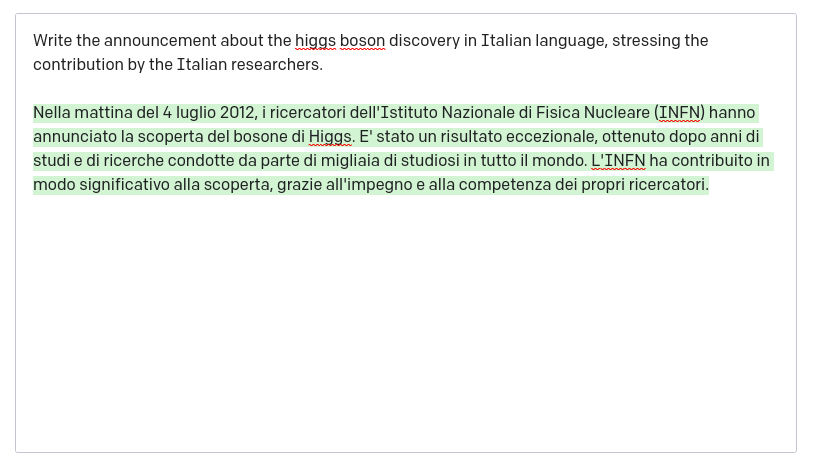 Write the announcement about the higgs boson discovery in Italian language, stressing the
contribution by the Italian researchers.
Nella mattina del 4 luglio 2012, i ricercatori dell'Istituto Nazionale di Fisica Nucleare (INFN) hanno
annunciato la scoperta del bosone di Higgs. E' stato un risultato eccezionale, ottenuto dopo anni di
studi e di ricerche condotte da parte di migliaia di studiosi in tutto il mondo. L'INFN ha contribuito in
modo significativo alla scoperta, grazie all'impegno e alla competenza dei propri ricercatori.